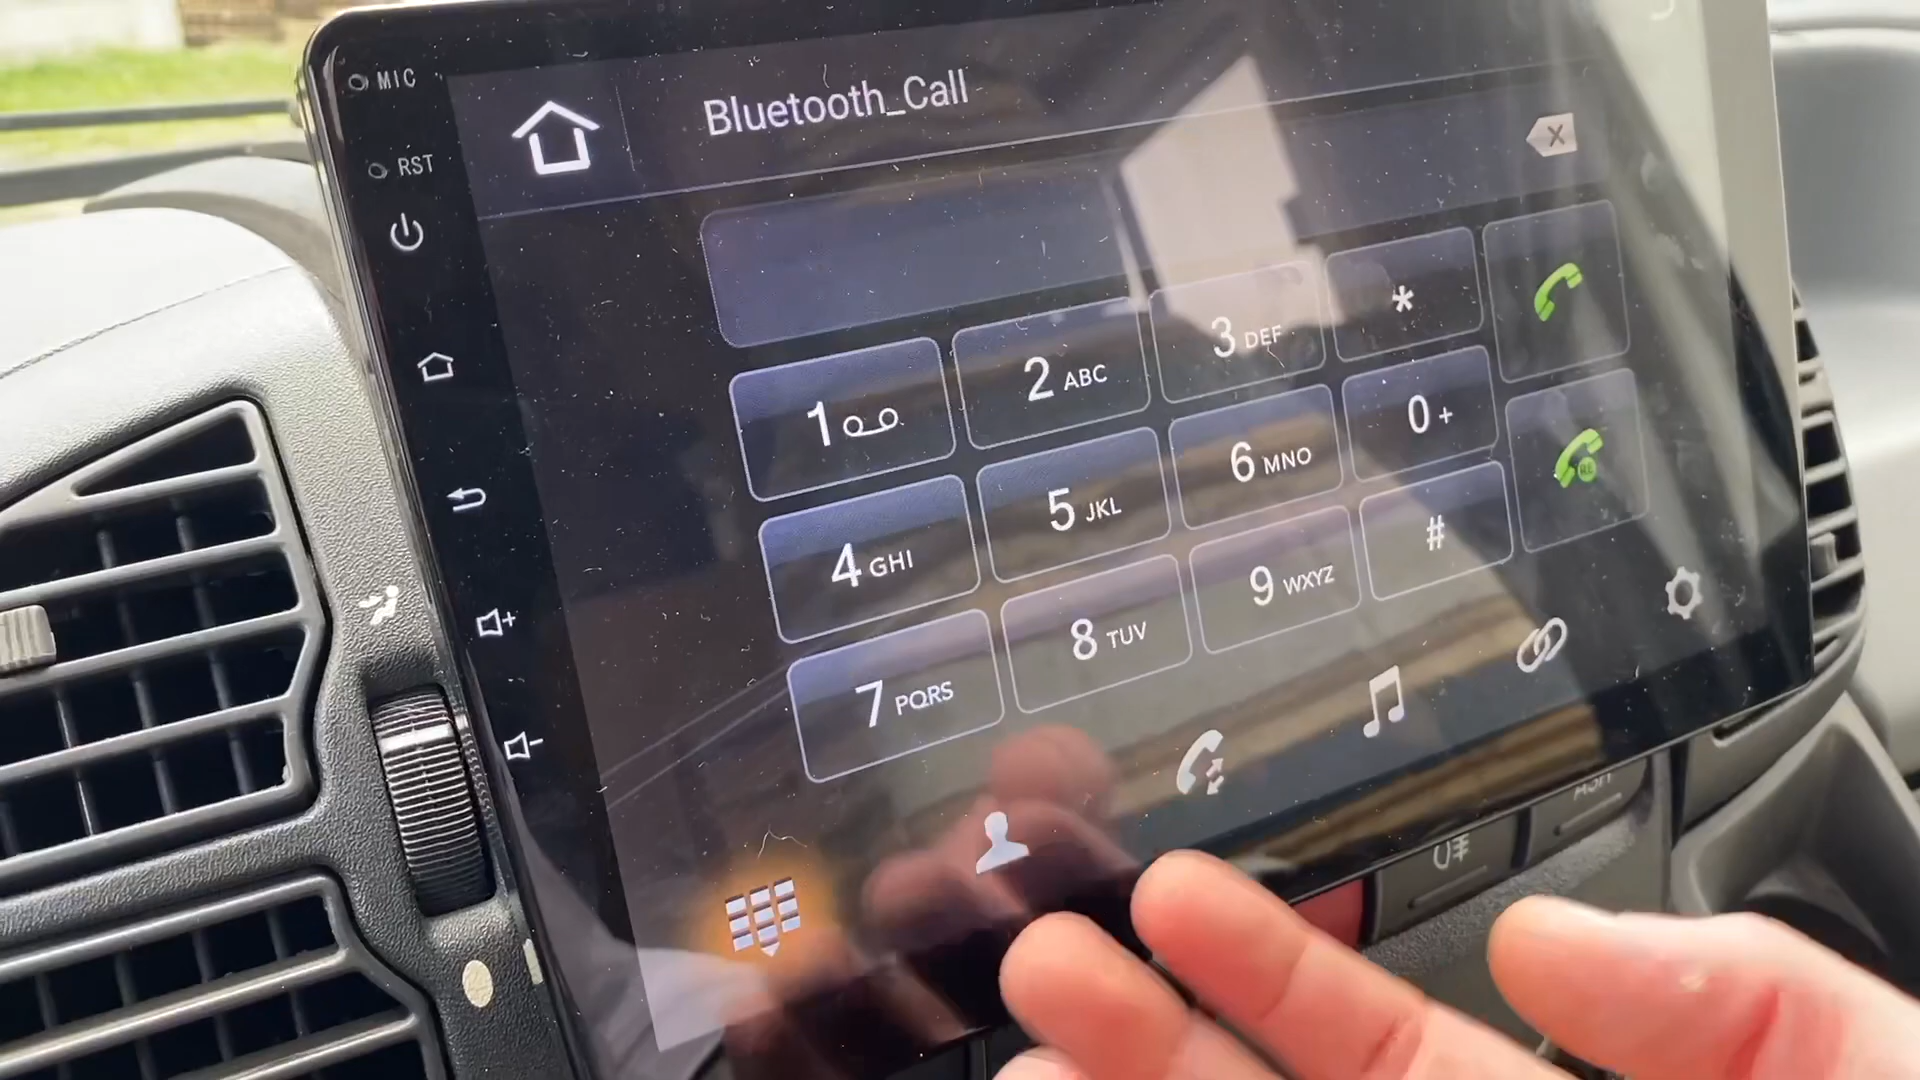 MIC
Bluetooth_Call
RST
1
2 ABC
3 DEF
*
4 GHI
5 JKL
6 MNO
0 +
7 PQRS
8 TUV
9 WXYZ
#
RE